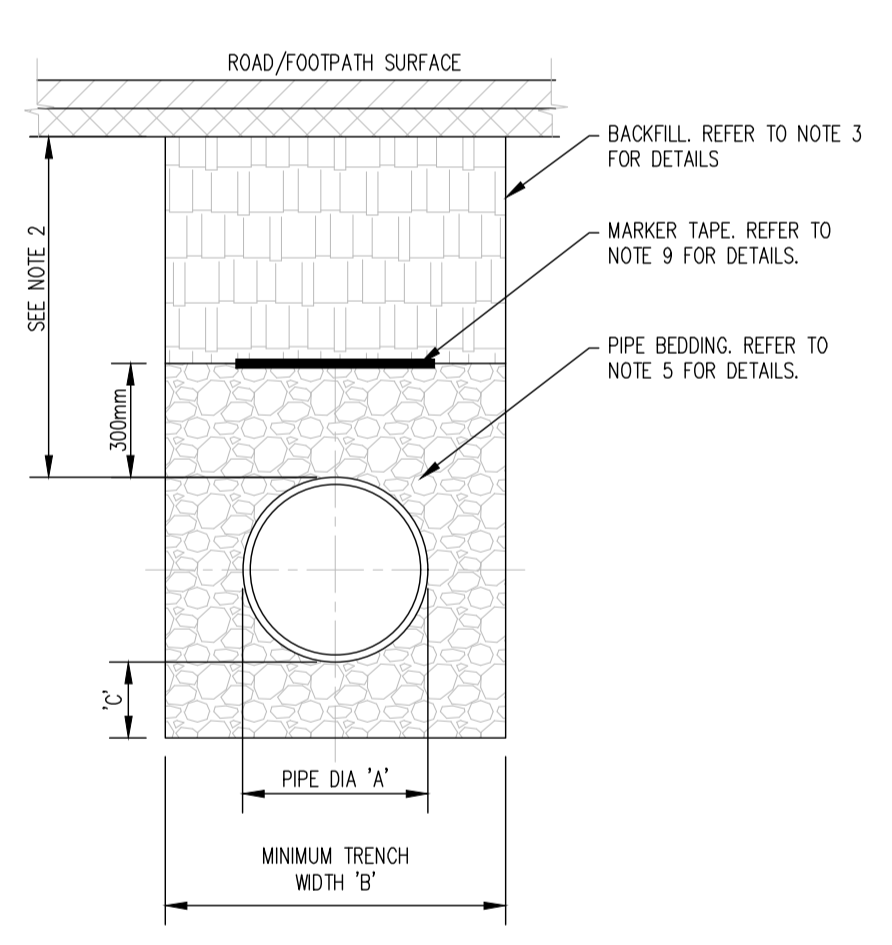 ROAD/FOOTPATH SURFACE
BACKFILL. REFER TO NOTE 3
FOR DETAILS
MARKER TAPE. REFER TO
NOTE 9 FOR DETAILS.
SEE NOTE 2
PIPE BEDDING. REFER TO
NOTE 5 FOR DETAILS.
300mm
'C'
PIPE DIA 'A'
MINIMUM TRENCH
WIDTH 'B'